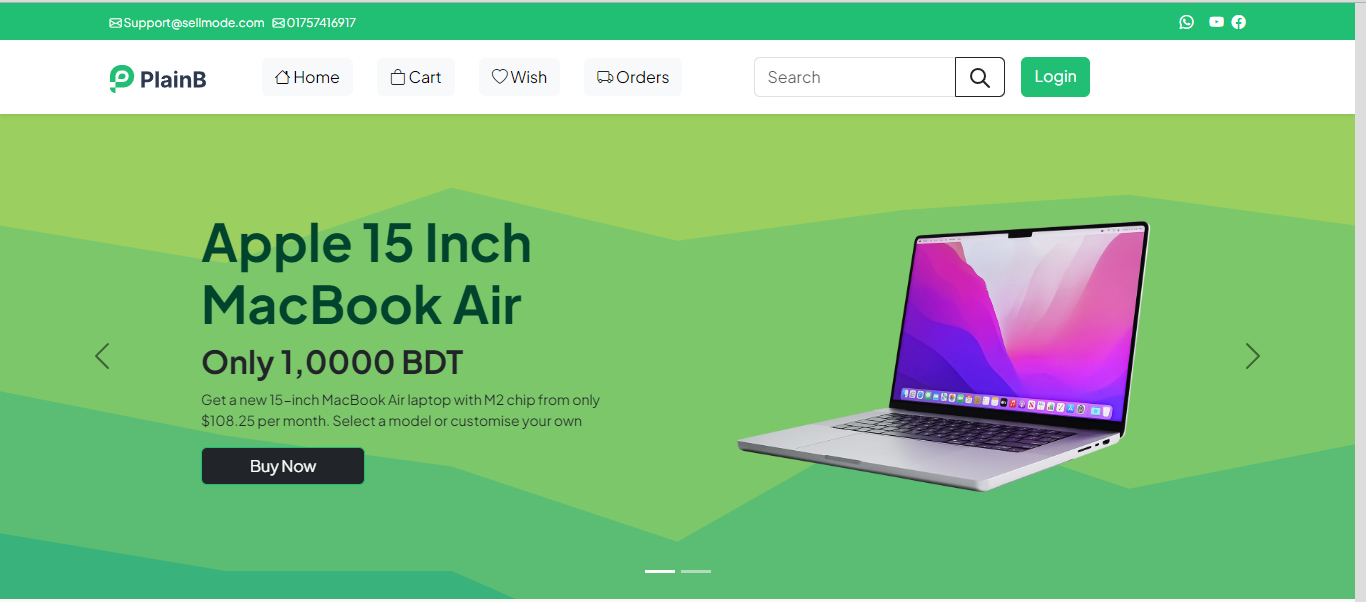 Support@sellmode.com 01757416917
PlainB Home Cart Wish Orders Search Login
Apple 15 Inch
MacBook Air
Only 1,0000 BDT
Get a new 15-inch MacBook Air laptop with M2 chip from only
$108.25 per month. Select a model or customise your own
Buy Now